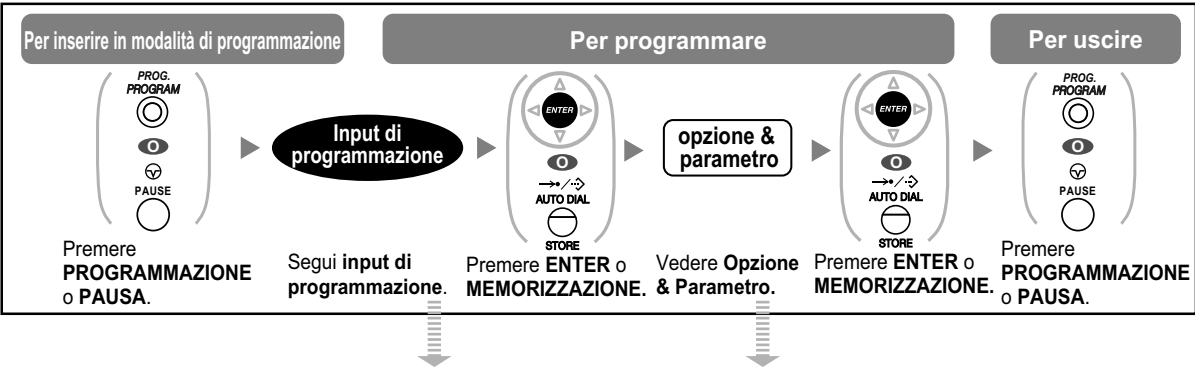 Per inserire in modalità di programmazione
Per programmare
Per uscire
PROG.
PROGRAM
O
PAUSE
Input di
programmazione
ENTER
O
AUTO DIAL
STORE
opzione &
parametro
ENTER
O
AUTO DIAL
STORE
PROG.
PROGRAM
O
PAUSE
Premere
PROGRAMMAZIONE
o PAUSA.
Segui input di
programmazione.
Premere ENTER o
MEMORIZZAZIONE.
Vedere Opzione
& Parametro.
Premere ENTER o
MEMORIZZAZIONE.
Premere
PROGRAMMAZIONE
o PAUSA.